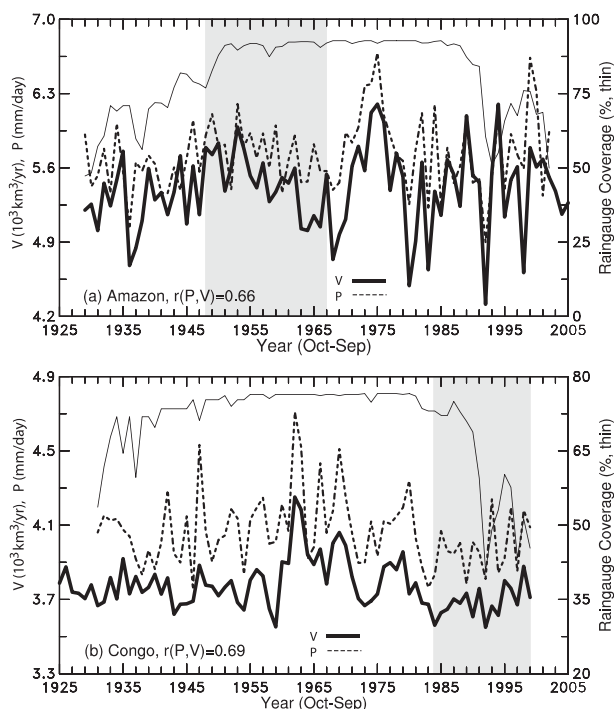 7.0
6.3
5.6
4.9
4.2
V (10³km³/yr), P (mm/day)
100
75
50
25
0
Raingauge Coverage (%, thin)
V
P
(a) Amazon, r(P,V)=0.66
1925 1935 1945 1955 1965 1975 1985 1995 2005
Year (Oct-Sep)
4.9
4.5
4.1
3.7
3.3
V (10³km³/yr), P (mm/day)
80
65
50
35
20
Raingauge Coverage (%, thin)
V
P
(b) Congo, r(P,V)=0.69
1925 1935 1945 1955 1965 1975 1985 1995 2005
Year (Oct-Sep)